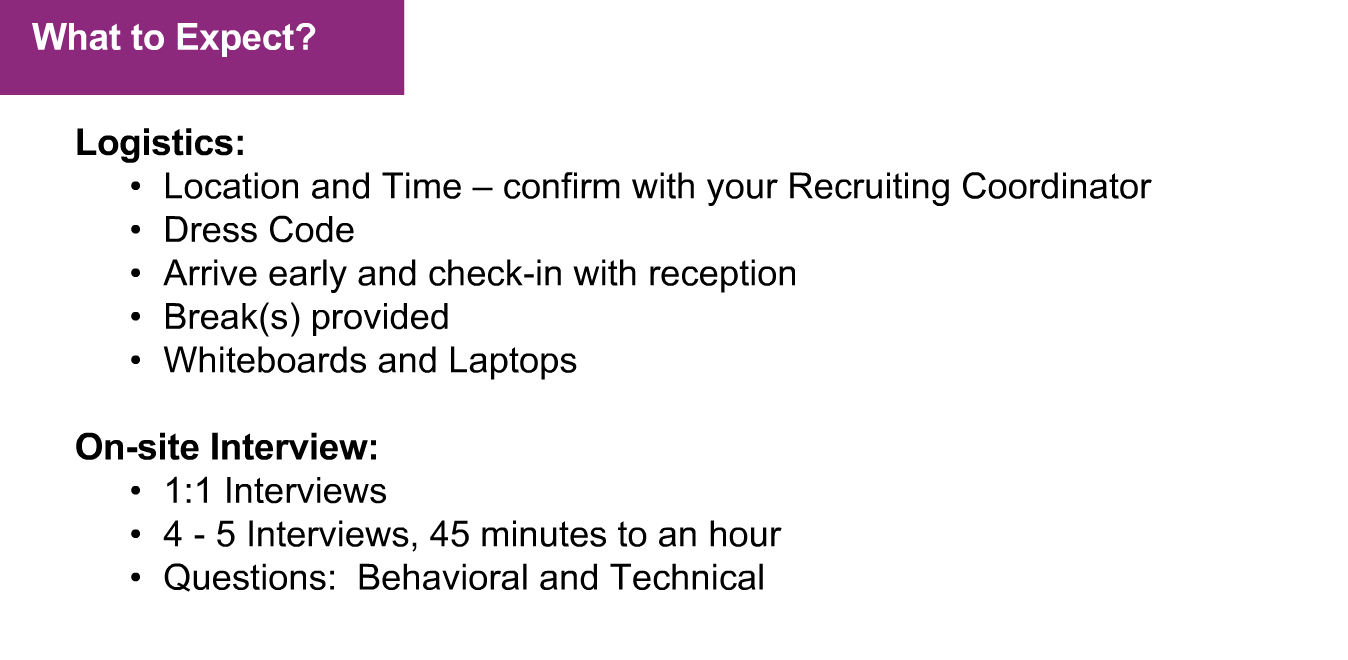 What to Expect?
Logistics:
• Location and Time – confirm with your Recruiting Coordinator
• Dress Code
• Arrive early and check-in with reception
• Break(s) provided
• Whiteboards and Laptops
On-site Interview:
• 1:1 Interviews
• 4 - 5 Interviews, 45 minutes to an hour
• Questions:  Behavioral and Technical